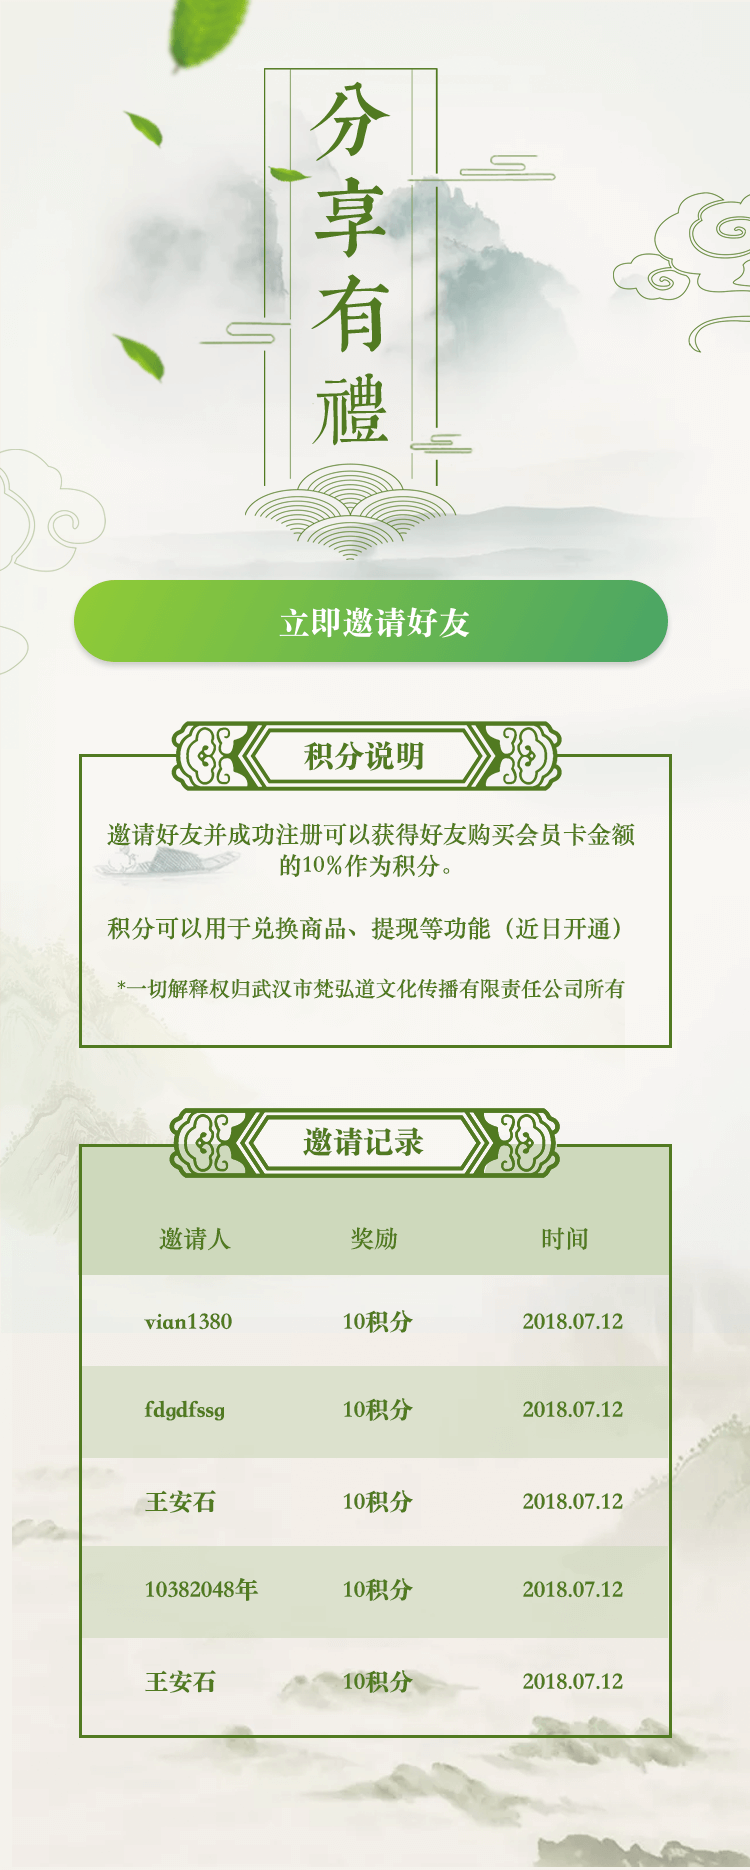 分享有禮
立即邀请好友
积分说明
邀请好友并成功注册可以获得好友购买会员卡金额
的10%作为积分。
积分可以用于兑换商品、提现等功能（近日开通）
*一切解释权归武汉市梵弘道文化传播有限责任公司所有
邀请记录
邀请人 奖励 时间
vian1380 10积分 2018.07.12
fdgdfssg 10积分 2018.07.12
王安石 10积分 2018.07.12
10382048年 10积分 2018.07.12
王安石 10积分 2018.07.12